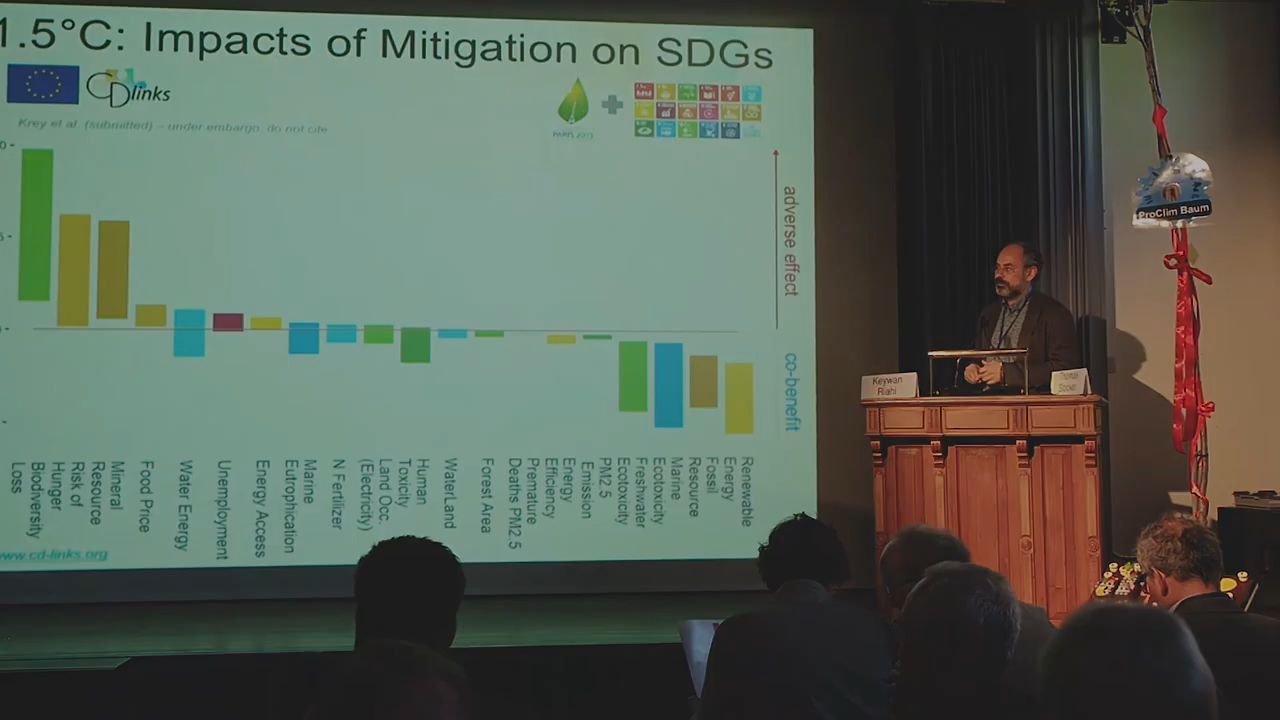 1.5°C: Impacts of Mitigation on SDGs
CDlinks
PARIS 2015
Krey et al. (submitted) – under embargo, do not cite
adverse effect
co-benefit
Biodiversity
Loss
Risk of
Hunger
Mineral
Resource
Food Price
Water Energy
Unemployment
Energy Access
Marine
Eutrophication
N Fertilizer
Land Occ.
(Electricity)
Human
Toxicity
WaterLand
Forest Area
Premature
Deaths PM2.5
Energy
Efficiency
PM2.5
Emission
Freshwater
Ecotoxicity
Marine
Ecotoxicity
Fossil
Resource
Renewable
Energy
www.cd-links.org
Keywan
Riahi
Thomas
ProClim Baum